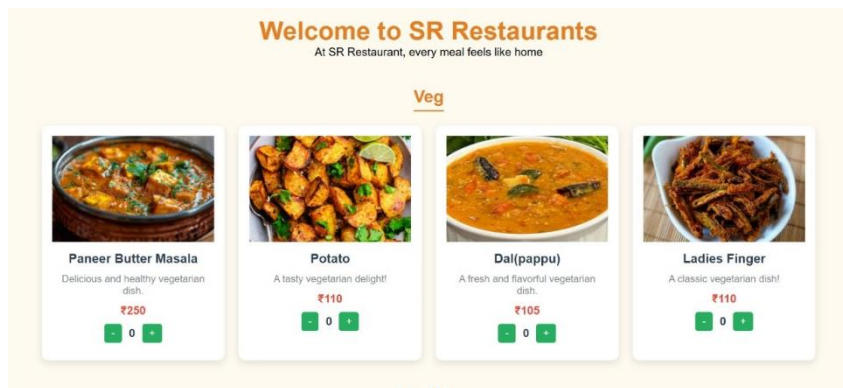 Welcome to SR Restaurants
At SR Restaurant, every meal feels like home
Veg
Paneer Butter Masala
Delicious and healthy vegetarian
dish.
₹250
- 0 +
Potato
A tasty vegetarian delight!
₹110
- 0 +
Dal(pappu)
A fresh and flavorful vegetarian
dish.
₹105
- 0 +
Ladies Finger
A classic vegetarian dish!
₹110
- 0 +